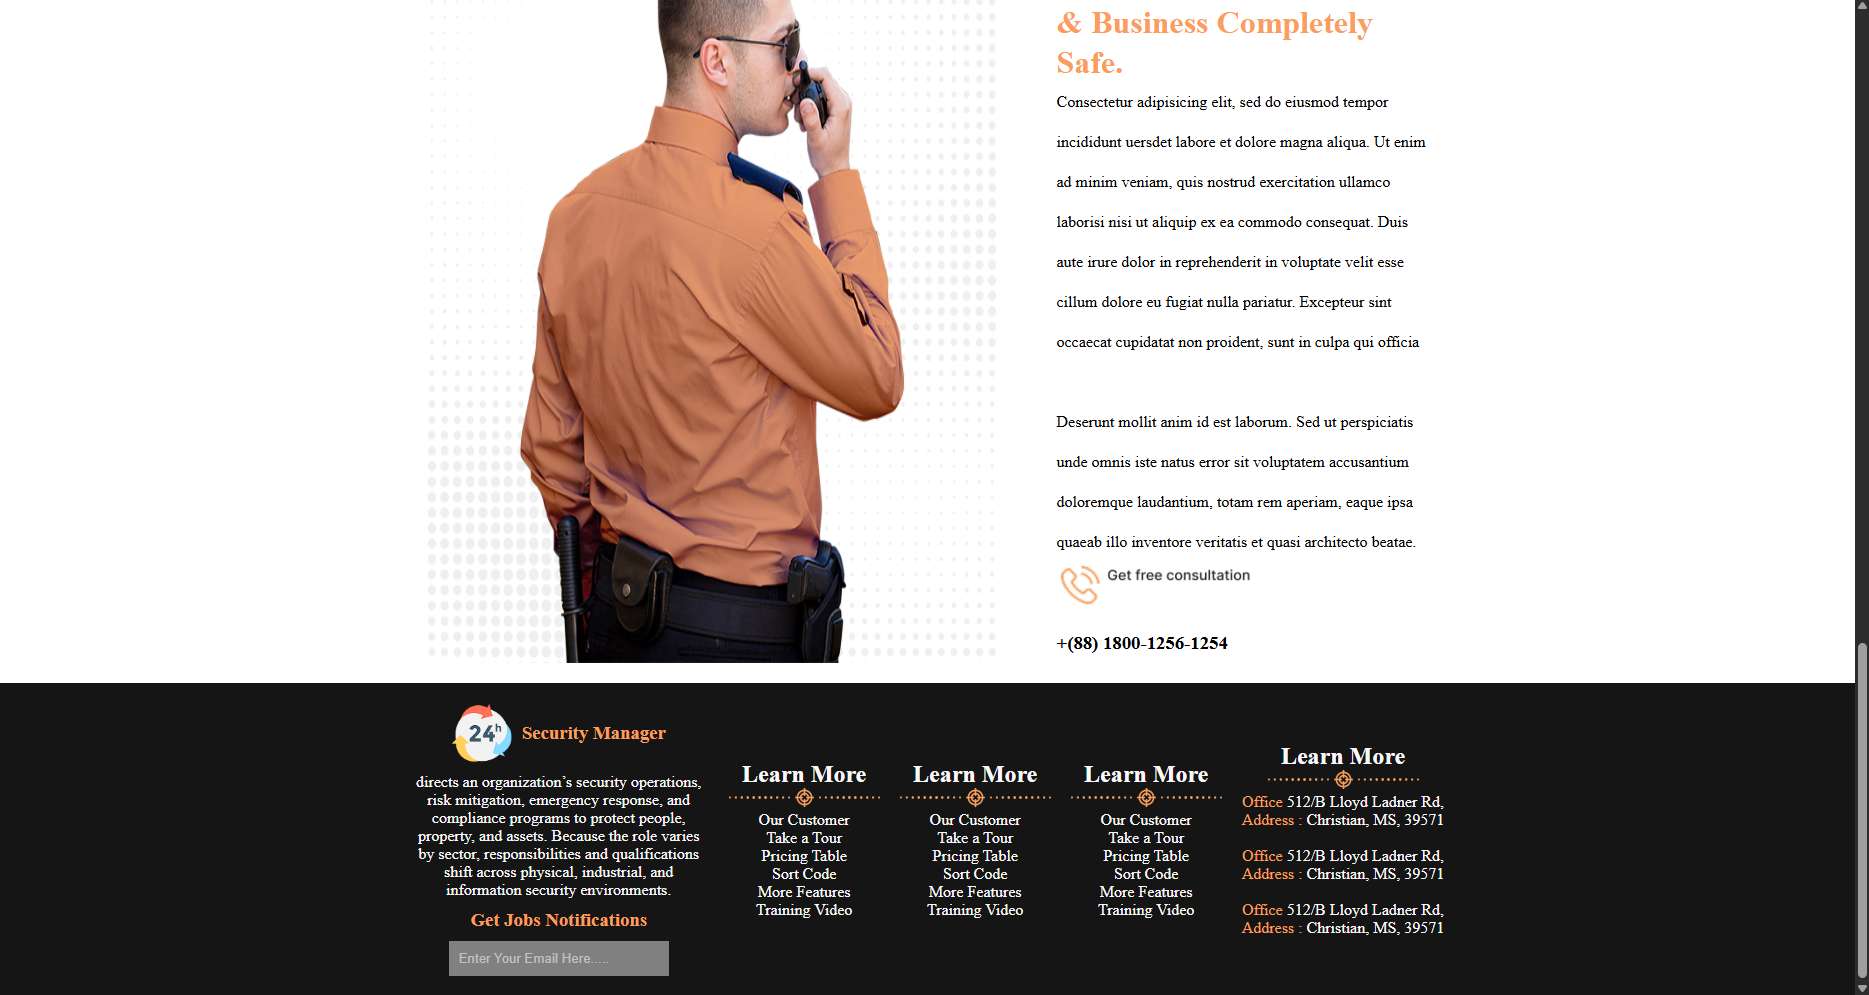 & Business Completely
Safe.
Consectetur adipisicing elit, sed do eiusmod tempor
incididunt uersdet labore et dolore magna aliqua. Ut enim
ad minim veniam, quis nostrud exercitation ullamco
laborisi nisi ut aliquip ex ea commodo consequat. Duis
aute irure dolor in reprehenderit in voluptate velit esse
cillum dolore eu fugiat nulla pariatur. Excepteur sint
occaecat cupidatat non proident, sunt in culpa qui officia
Deserunt mollit anim id est laborum. Sed ut perspiciatis
unde omnis iste natus error sit voluptatem accusantium
doloremque laudantium, totam rem aperiam, eaque ipsa
quaeab illo inventore veritatis et quasi architecto beatae.
Get free consultation
+(88) 1800-1256-1254
24h
Security Manager
directs an organization’s security operations,
risk mitigation, emergency response, and
compliance programs to protect people,
property, and assets. Because the role varies
by sector, responsibilities and qualifications
shift across physical, industrial, and
information security environments.
Get Jobs Notifications
Enter Your Email Here.....
Learn More
Our Customer
Take a Tour
Pricing Table
Sort Code
More Features
Training Video
Learn More
Our Customer
Take a Tour
Pricing Table
Sort Code
More Features
Training Video
Learn More
Our Customer
Take a Tour
Pricing Table
Sort Code
More Features
Training Video
Learn More
Office 512/B Lloyd Ladner Rd,
Address : Christian, MS, 39571
Office 512/B Lloyd Ladner Rd,
Address : Christian, MS, 39571
Office 512/B Lloyd Ladner Rd,
Address : Christian, MS, 39571